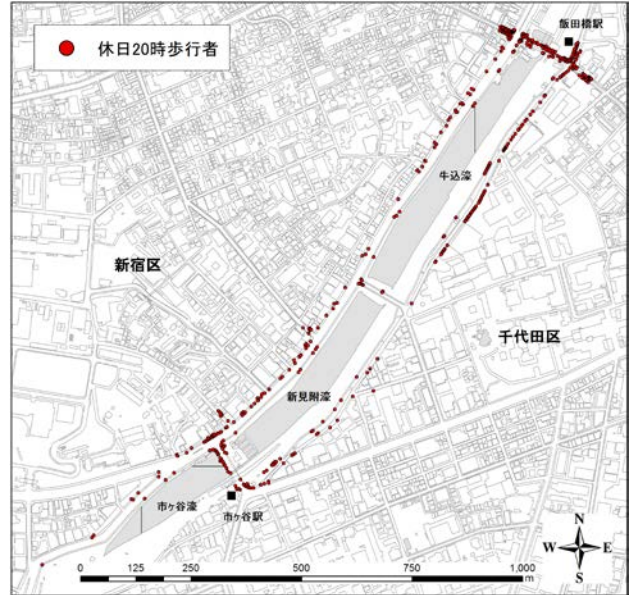 休日20時歩行者
飯田橋駅
牛込濠
新宿区
千代田区
新見附濠
市ヶ谷濠
市ヶ谷駅
N
W E
S
0 125 250 500 750 1,000
m